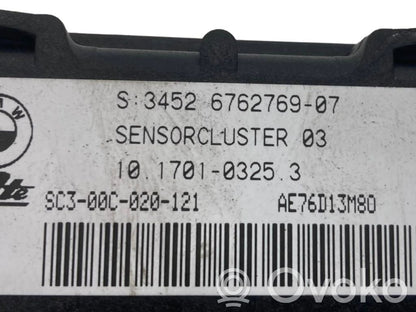 S:3452 6762769-07
SENSORCLUSTER 03
10.1701-0325.3
SC3-00C-020-121 AE76D13M80
Ovoko